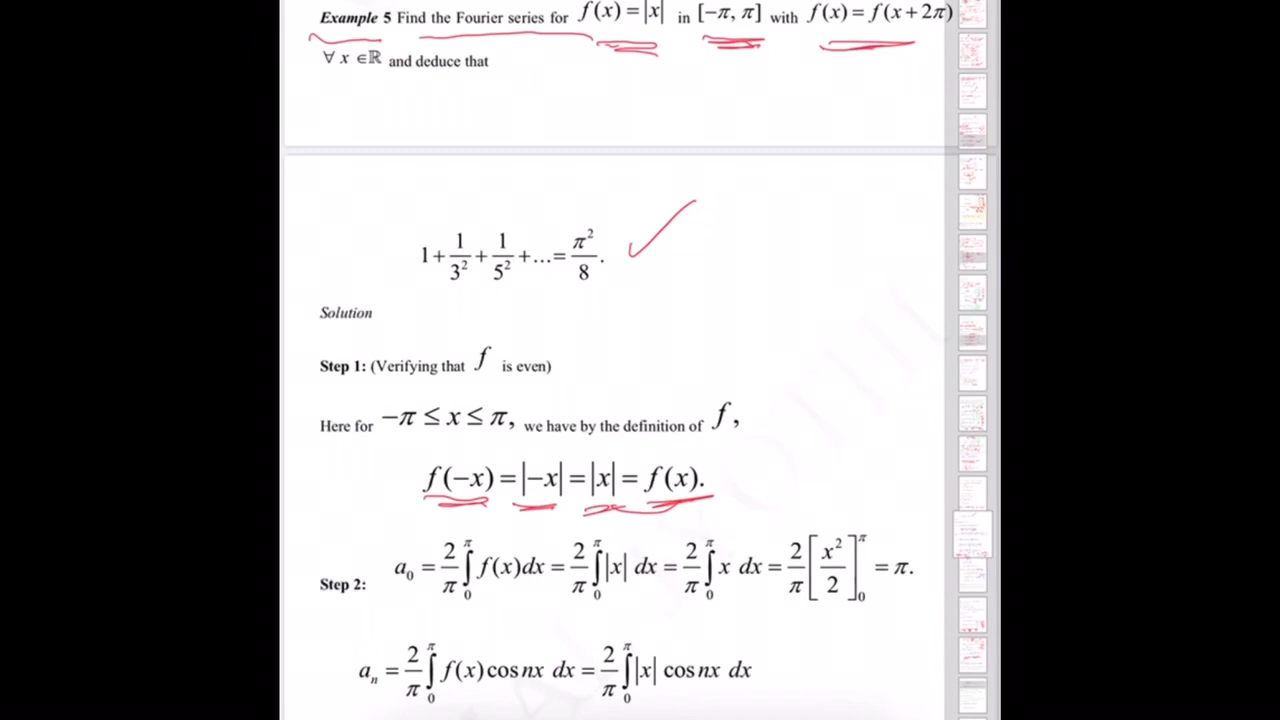 Example 5 Find the Fourier series for f(x) = |x| in [−π, π] with f(x) = f(x + 2π)
∀ x ∈ℝ and deduce that
1 + 1/3² + 1/5² + ... = π²/8.
Solution
Step 1: (Verifying that f is even)
Here for −π ≤ x ≤ π, we have by the definition of f,
f(−x) = |−x| = |x| = f(x).
Step 2: a₀ = 2/π ∫₀^π f(x)dx = 2/π ∫₀^π |x| dx = 2/π ∫₀^π x dx = 2/π [x²/2]₀^π = π.
aₙ = 2/π ∫₀^π f(x) cos nx dx = 2/π ∫₀^π |x| cos nx dx